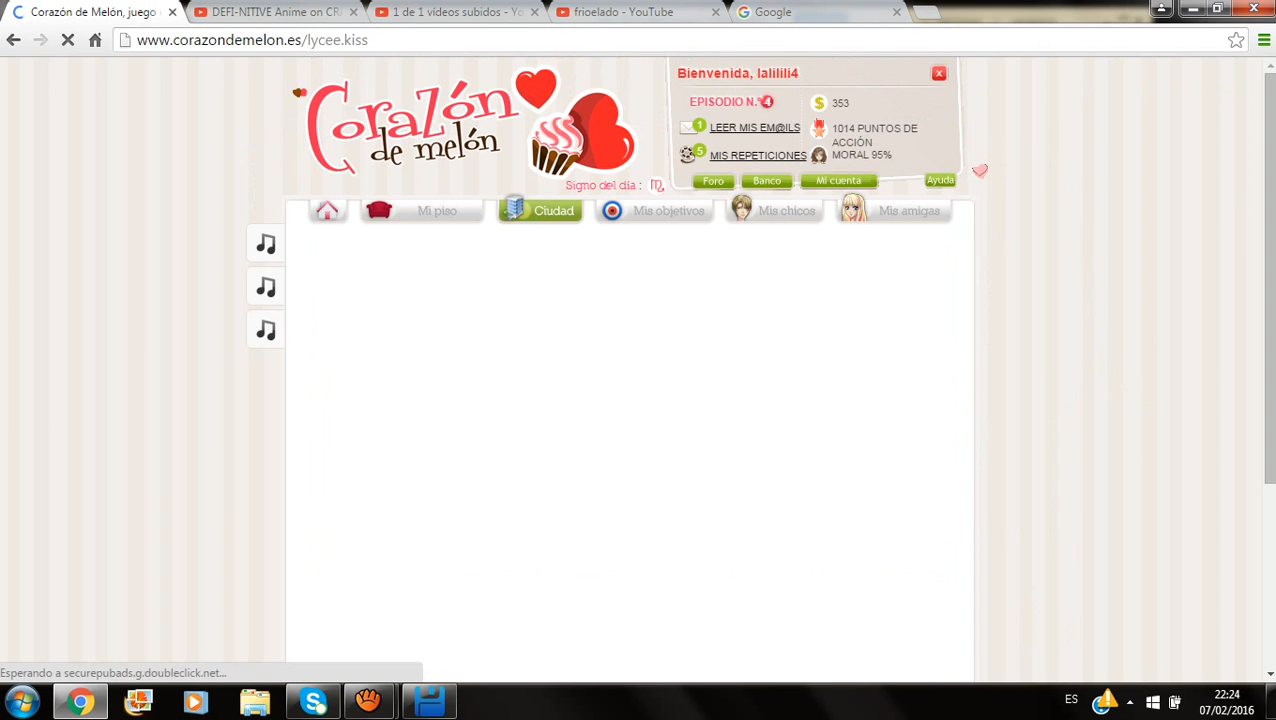 Corazón de Melón, juego
DEFI-NITIVE Anime on CR
1 de 1 vídeos subidos - Yo
frioelado - YouTube
Google
www.corazondemelon.es/lycee.kiss
Corazón
de melón
Signo del día :
Bienvenida, lalilili4
EPISODIO N.º 4
353
1 LEER MIS EM@ILS
1014 PUNTOS DE
ACCIÓN
5 MIS REPETICIONES
MORAL 95%
Foro
Banco
Mi cuenta
Ayuda
Mi piso
Ciudad
Mis objetivos
Mis chicos
Mis amigas
Esperando a securepubads.g.doubleclick.net...
ES
22:24
07/02/2016